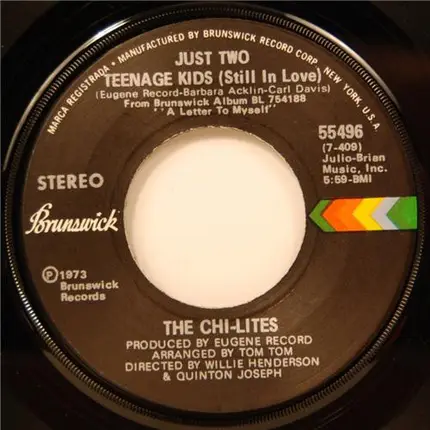 MARCA REGISTRADA • MANUFACTURED BY BRUNSWICK RECORD CORP. NEW YORK, NEW YORK, U.S.A.
JUST TWO
TEENAGE KIDS (Still In Love)
(Eugene Record-Barbara Acklin-Carl Davis)
From Brunswick Album BL 754188
"A Letter To Myself"
55496
(7-409)
Julio-Brian
Music, Inc.
5:59-BMI
STEREO
Brunswick
Ⓟ1973
Brunswick
Records
THE CHI-LITES
PRODUCED BY EUGENE RECORD
ARRANGED BY TOM TOM
DIRECTED BY WILLIE HENDERSON
& QUINTON JOSEPH